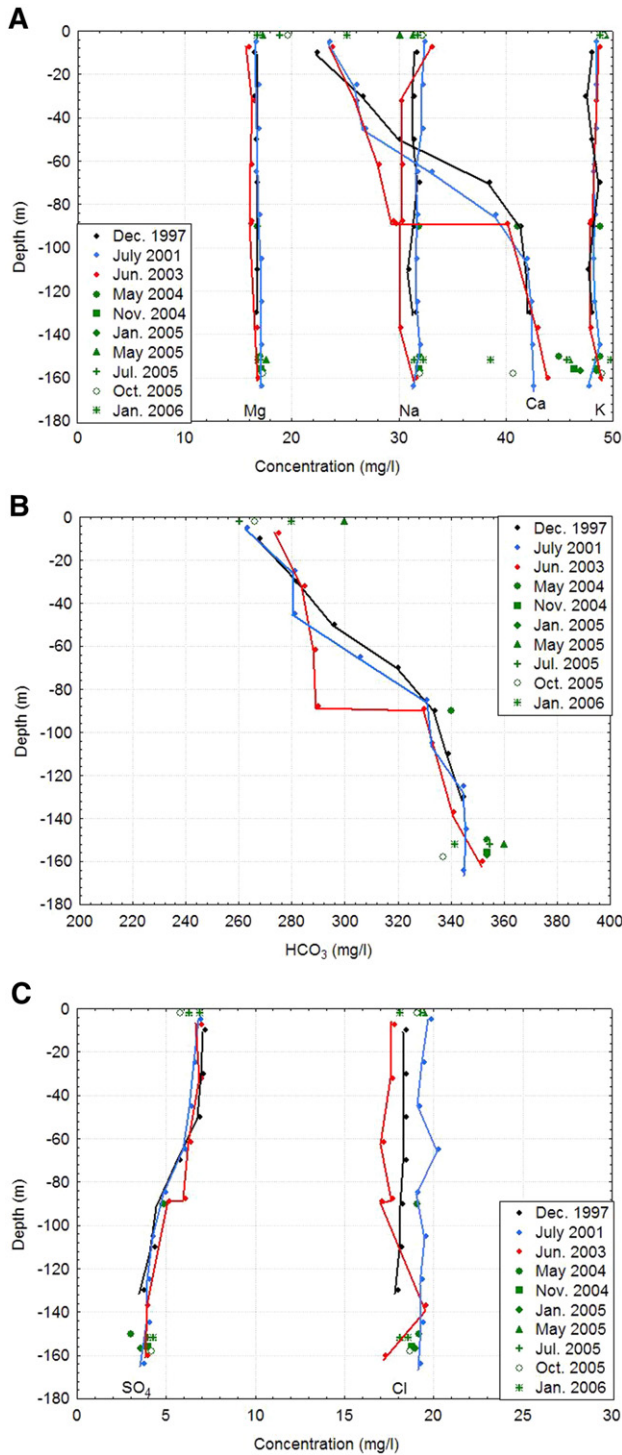 A
0
-20
-40
-60
-80
-100
-120
-140
-160
-180
Depth (m)
Dec. 1997
July 2001
Jun. 2003
May 2004
Nov. 2004
Jan. 2005
May 2005
Jul. 2005
Oct. 2005
Jan. 2006
Mg
Na
Ca
K
0 10 20 30 40 50
Concentration (mg/l)
B
0
-20
-40
-60
-80
-100
-120
-140
-160
-180
Depth (m)
Dec. 1997
July 2001
Jun. 2003
May 2004
Nov. 2004
Jan. 2005
May 2005
Jul. 2005
Oct. 2005
Jan. 2006
200 220 240 260 280 300 320 340 360 380 400
HCO₃ (mg/l)
C
0
-20
-40
-60
-80
-100
-120
-140
-160
-180
Depth (m)
Dec. 1997
July 2001
Jun. 2003
May 2004
Nov. 2004
Jan. 2005
May 2005
Jul. 2005
Oct. 2005
Jan. 2006
SO₄
Cl
0 5 10 15 20 25 30
Concentration (mg/l)